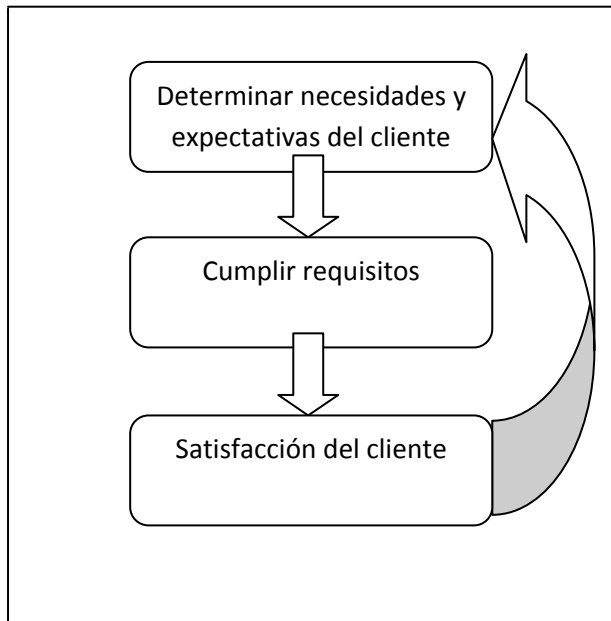 Determinar necesidades y
expectativas del cliente
Cumplir requisitos
Satisfacción del cliente